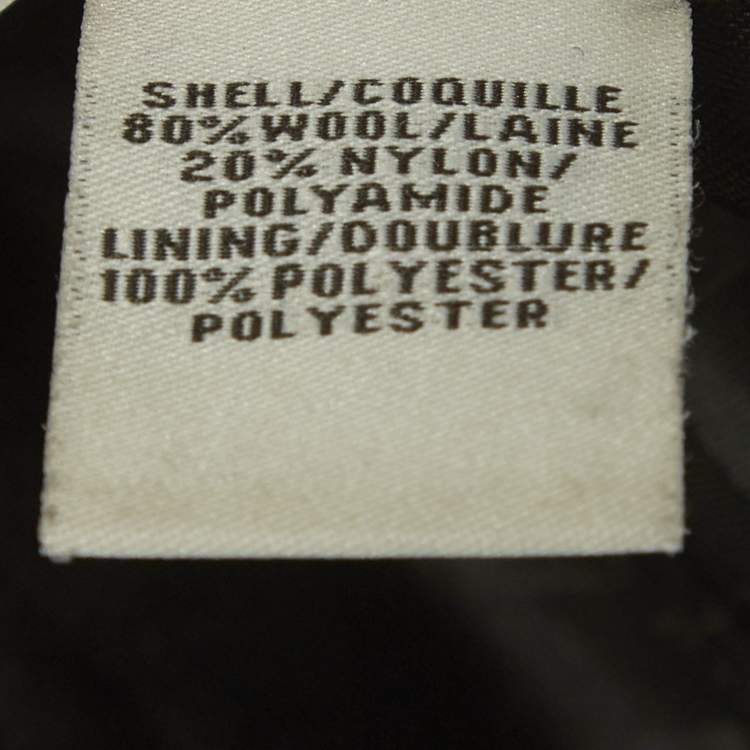 SHELL/COQUILLE
80% WOOL/LAINE
20% NYLON/
POLYAMIDE
LINING/DOUBLURE
100% POLYESTER/
POLYESTER